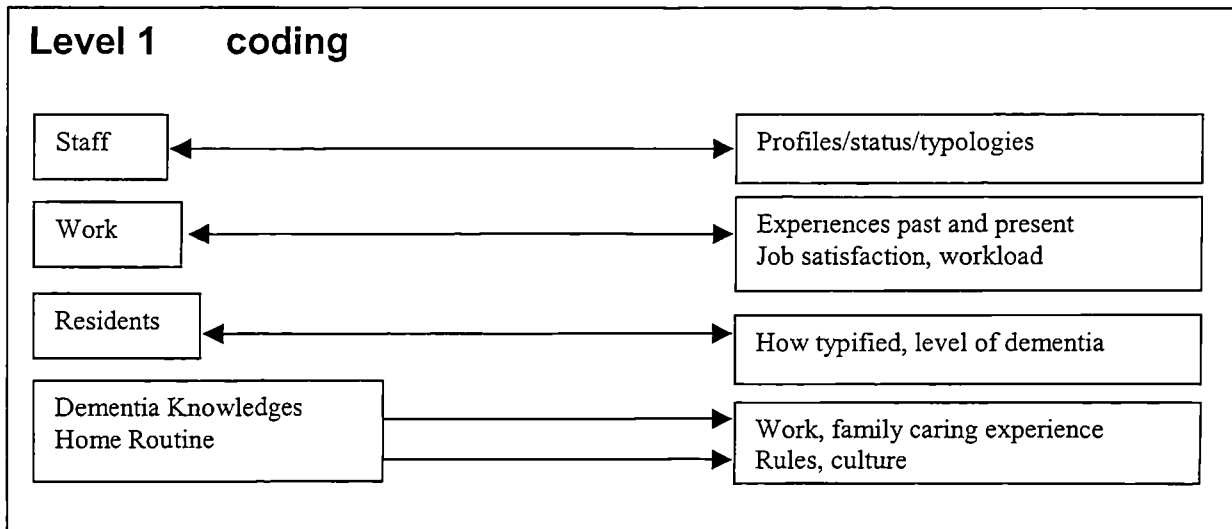 Level 1 coding
Staff
Profiles/status/typologies
Work
Experiences past and present
Job satisfaction, workload
Residents
How typified, level of dementia
Dementia Knowledges
Home Routine
Work, family caring experience
Rules, culture